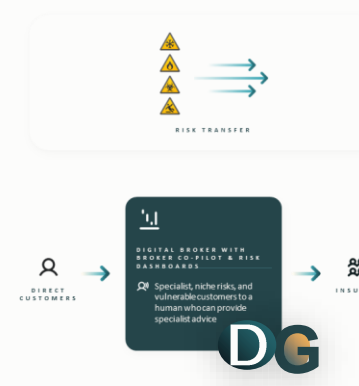 RISK TRANSFER
DIGITAL BROKER WITH
BROKER CO-PILOT & RISK
DASHBOARDS
DIRECT
CUSTOMERS
Specialist, niche risks, and
vulnerable customers to a
human who can provide
specialist advice
INSU
DG